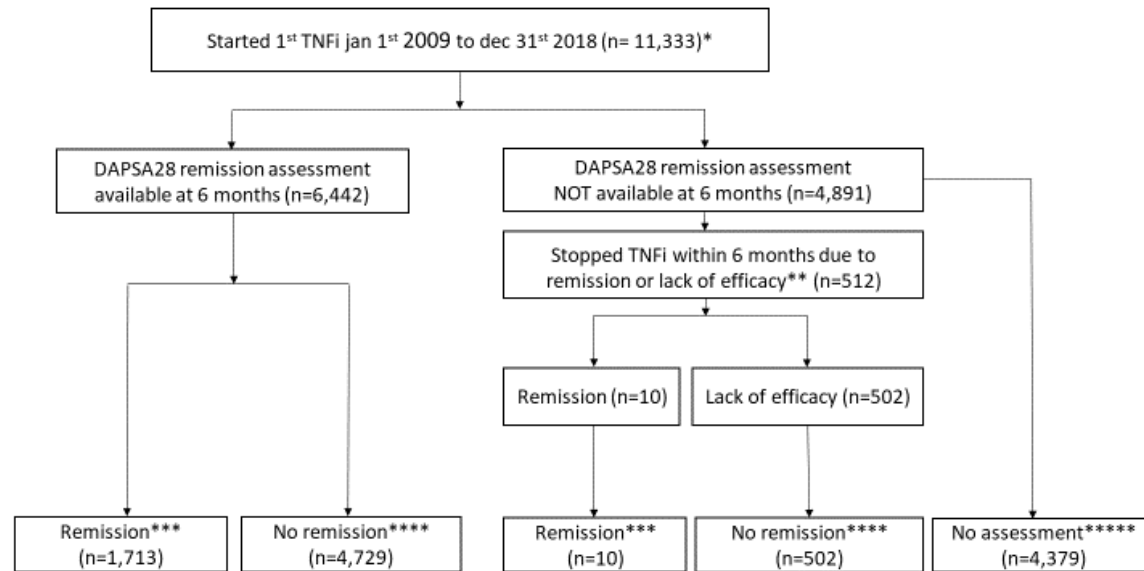 Started 1st TNFi jan 1st 2009 to dec 31st 2018 (n= 11,333)*
DAPSA28 remission assessment
available at 6 months (n=6,442)
DAPSA28 remission assessment
NOT available at 6 months (n=4,891)
Stopped TNFi within 6 months due to
remission or lack of efficacy** (n=512)
Remission (n=10)
Lack of efficacy (n=502)
Remission***
(n=1,713)
No remission****
(n=4,729)
Remission***
(n=10)
No remission****
(n=502)
No assessment*****
(n=4,379)